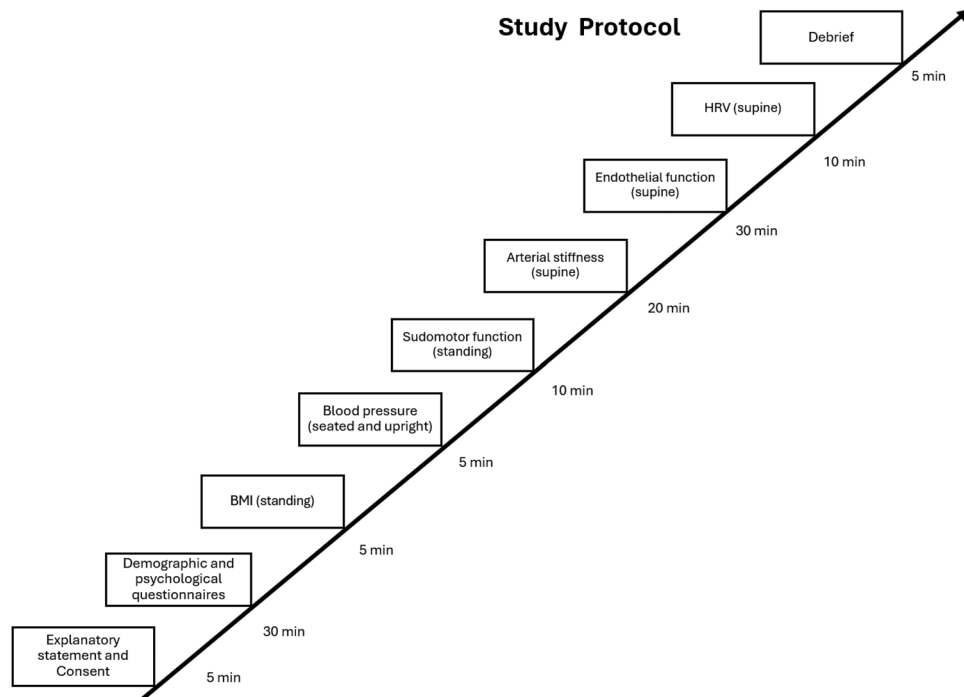 Study Protocol
Debrief
5 min
HRV (supine)
10 min
Endothelial function
(supine)
30 min
Arterial stiffness
(supine)
20 min
Sudomotor function
(standing)
10 min
Blood pressure
(seated and upright)
5 min
BMI (standing)
5 min
Demographic and
psychological
questionnaires
30 min
Explanatory
statement and
Consent
5 min